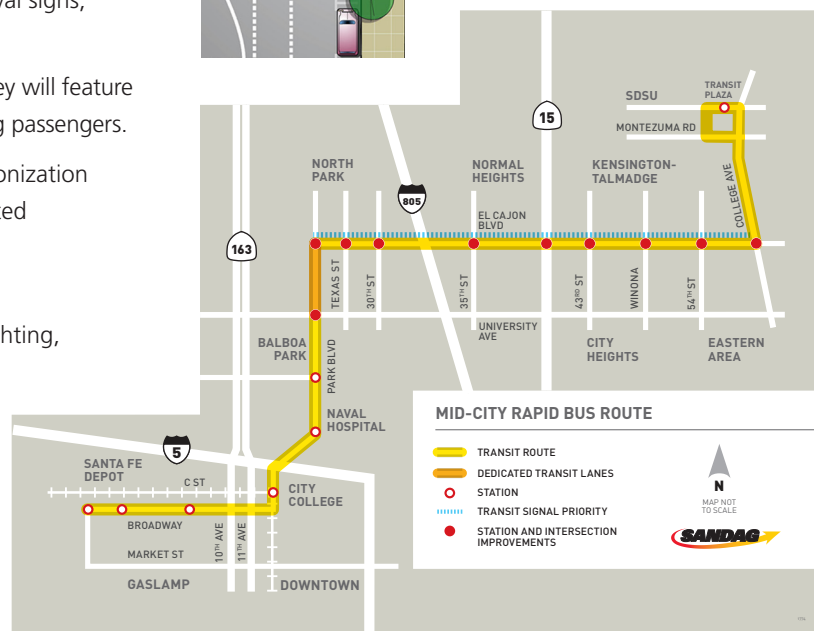 val signs,
ey will feature
g passengers.
onization
ted
hting,
15
SDSU
TRANSIT
PLAZA
MONTEZUMA RD
NORTH
PARK
NORMAL
HEIGHTS
KENSINGTON-
TALMADGE
805
EL CAJON
BLVD
COLLEGE AVE
163
TEXAS ST
30TH ST
35TH ST
43RD ST
WINONA
54TH ST
UNIVERSITY
AVE
BALBOA
PARK
PARK BLVD
CITY
HEIGHTS
EASTERN
AREA
NAVAL
HOSPITAL
5
SANTA FE
DEPOT
C ST
CITY
COLLEGE
BROADWAY
10TH AVE
11TH AVE
MARKET ST
GASLAMP
DOWNTOWN
MID-CITY RAPID BUS ROUTE
TRANSIT ROUTE
DEDICATED TRANSIT LANES
STATION
TRANSIT SIGNAL PRIORITY
STATION AND INTERSECTION
IMPROVEMENTS
N
MAP NOT
TO SCALE
SANDAG